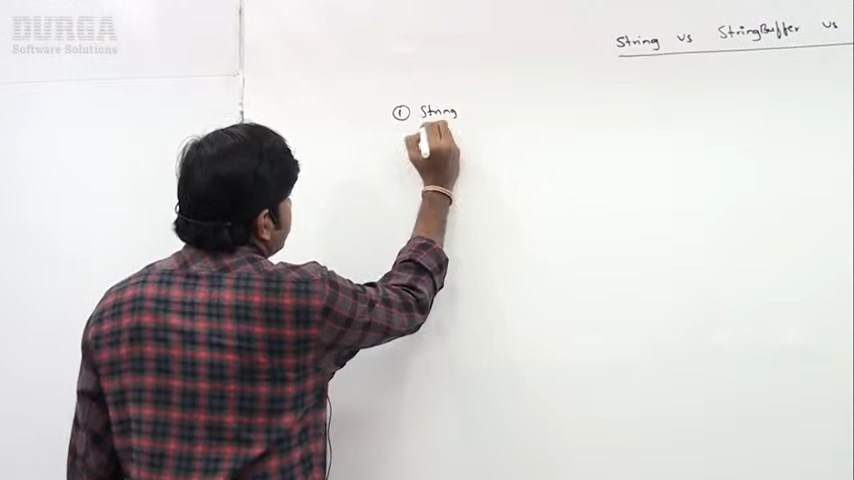 DURGA
Software Solutions
String vs StringBuffer vs
① String